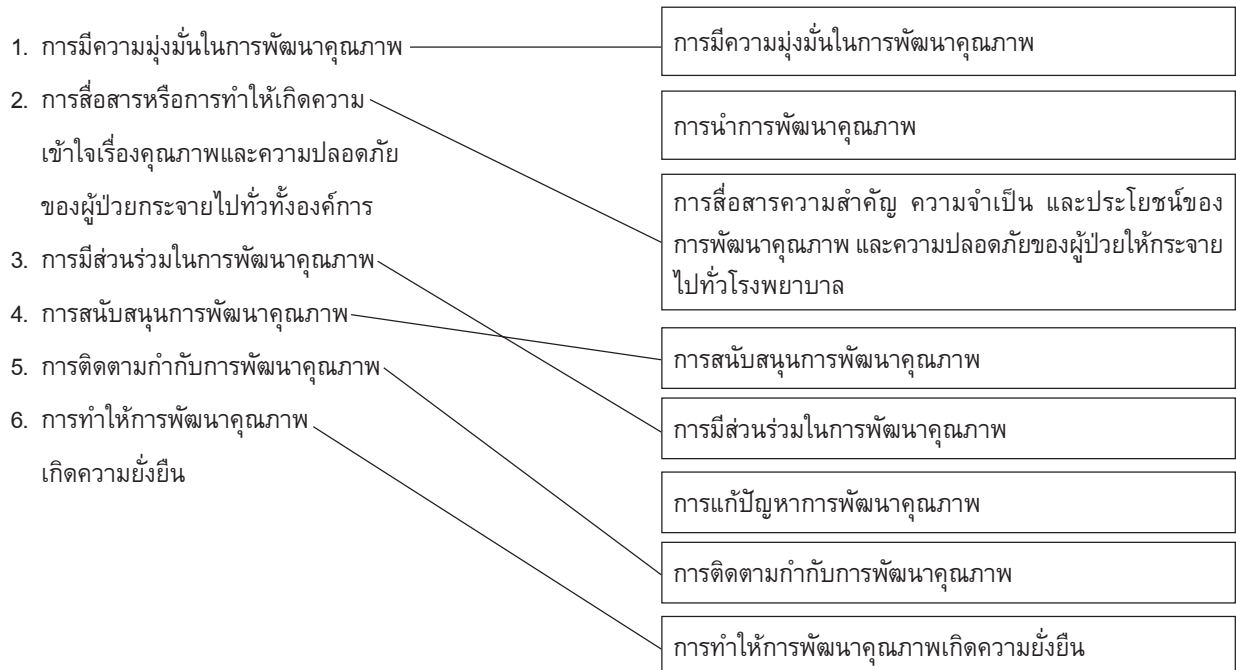 1. การมีความมุ่งมั่นในการพัฒนาคุณภาพ
2. การสื่อสารหรือการทำให้เกิดความ
เข้าใจเรื่องคุณภาพและความปลอดภัย
ของผู้ป่วยกระจายไปทั่วทั้งองค์การ
3. การมีส่วนร่วมในการพัฒนาคุณภาพ
4. การสนับสนุนการพัฒนาคุณภาพ
5. การติดตามกำกับการพัฒนาคุณภาพ
6. การทำให้การพัฒนาคุณภาพ
เกิดความยั่งยืน
การมีความมุ่งมั่นในการพัฒนาคุณภาพ
การนำการพัฒนาคุณภาพ
การสื่อสารความสำคัญ ความจำเป็น และประโยชน์ของ
การพัฒนาคุณภาพ และความปลอดภัยของผู้ป่วยให้กระจาย
ไปทั่วโรงพยาบาล
การสนับสนุนการพัฒนาคุณภาพ
การมีส่วนร่วมในการพัฒนาคุณภาพ
การแก้ปัญหาการพัฒนาคุณภาพ
การติดตามกำกับการพัฒนาคุณภาพ
การทำให้การพัฒนาคุณภาพเกิดความยั่งยืน